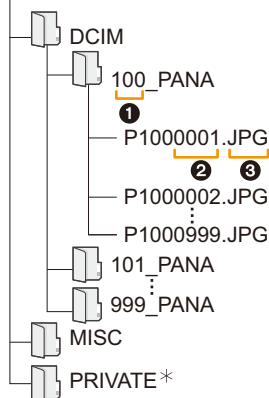 DCIM
100_PANA
❶
P1000001.JPG
❷ ❸
P1000002.JPG
P1000999.JPG
101_PANA
999_PANA
MISC
PRIVATE*